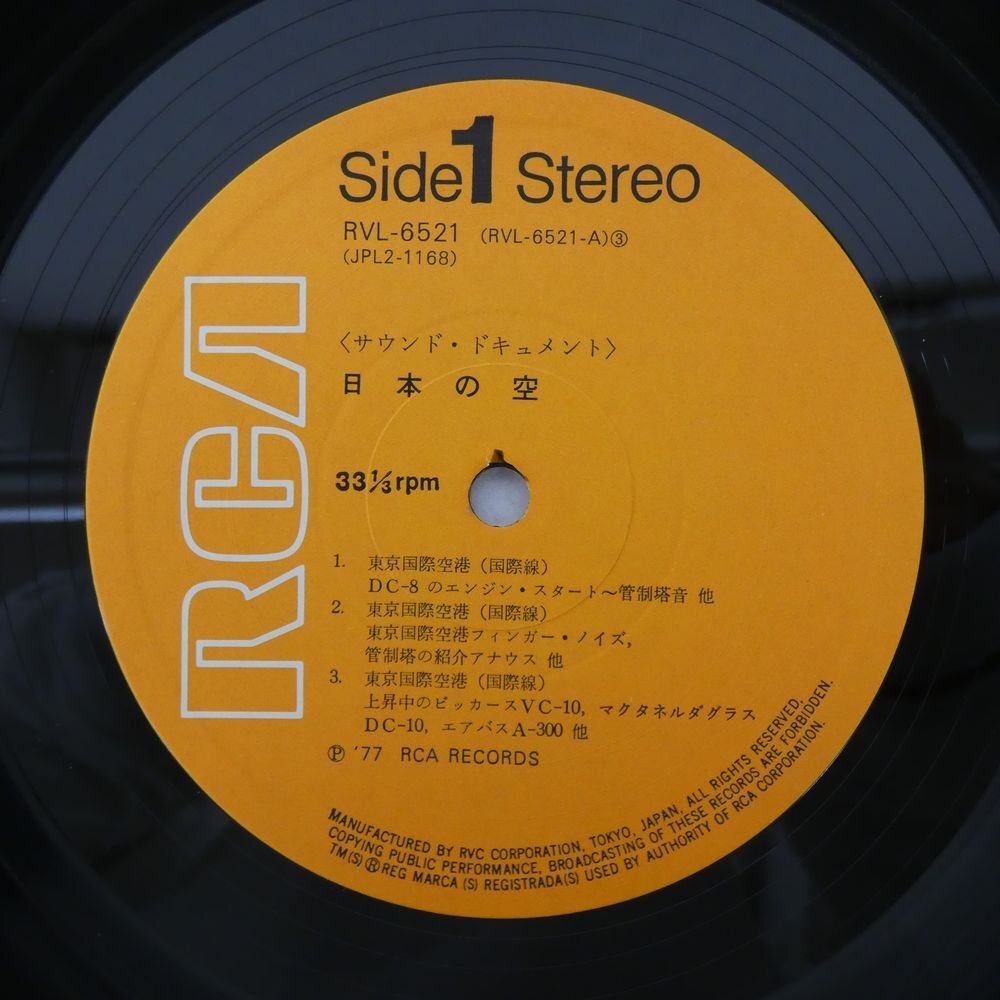 Side 1 Stereo
RVL-6521 (RVL-6521-A)③
(JPL2-1168)
〈サウンド・ドキュメント〉
日本の空
RCA
33⅓rpm
1. 東京国際空港（国際線）
DC-8 のエンジン・スタート～管制塔音 他
2. 東京国際空港（国際線）
東京国際空港フィンガー・ノイズ，
管制塔の紹介アナウス 他
3. 東京国際空港（国際線）
上昇中のビッカースVC-10，マクタネルダグラス
DC-10，エアバスA-300 他
Ⓟ '77 RCA RECORDS
MANUFACTURED BY RVC CORPORATION, TOKYO, JAPAN, ALL RIGHTS RESERVED.
COPYING PUBLIC PERFORMANCE, BROADCASTING OF THESE RECORDS ARE FORBIDDEN.
TM(S) ® REG MARCA (S) REGISTRADA(S) USED BY AUTHORITY OF RCA CORPORATION.